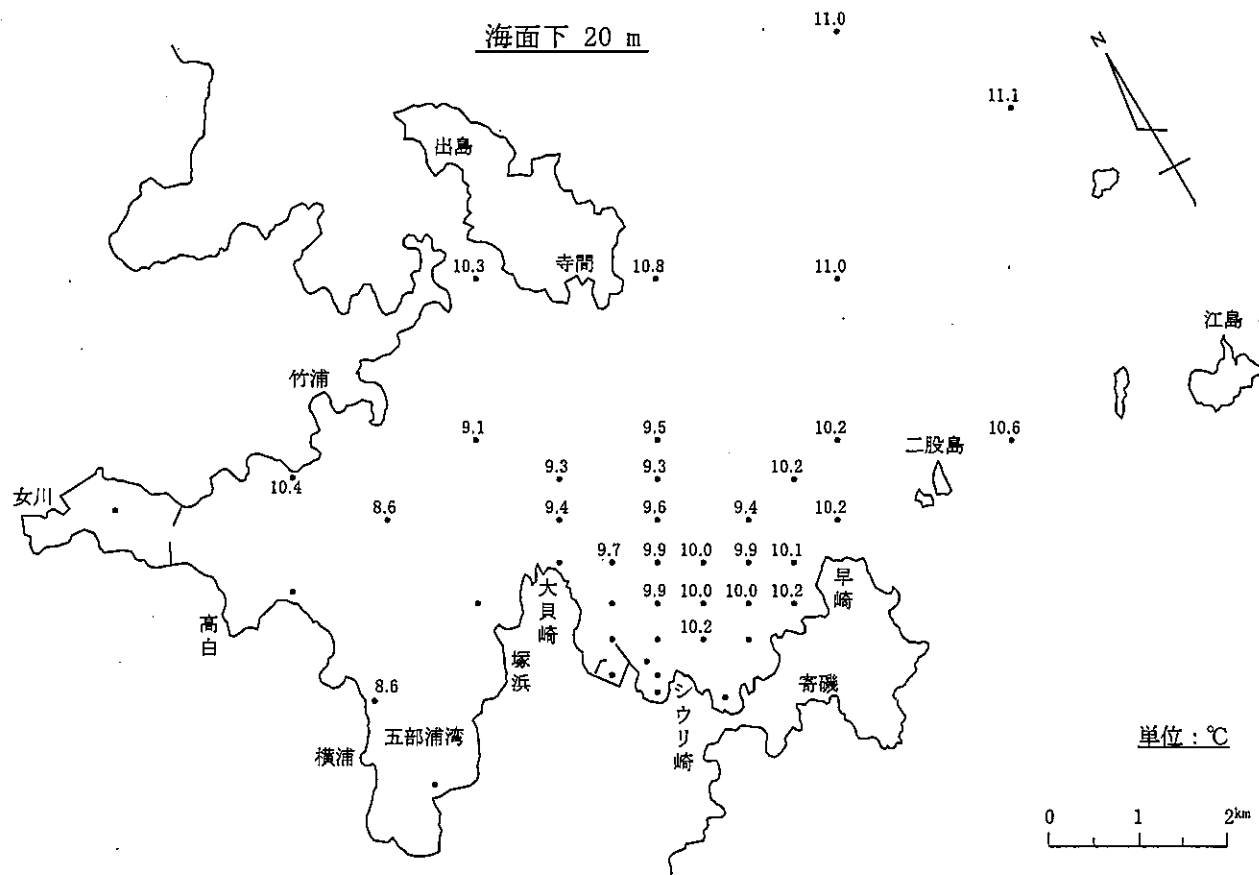 海面下 20 m
11.0
11.1
N
出島
寺間
10.3
10.8
11.0
江島
竹浦
9.1
9.5
10.2
10.6
二股島
9.3
9.3
10.2
女川
10.4
8.6
9.4
9.6
9.4
10.2
9.7
9.9
10.0
9.9
10.1
大貝崎
9.9
10.0
10.0
10.2
早崎
高白
10.2
塚浜
シウリ崎
寄磯
8.6
五部浦湾
横浦
単位:℃
0
1
2km